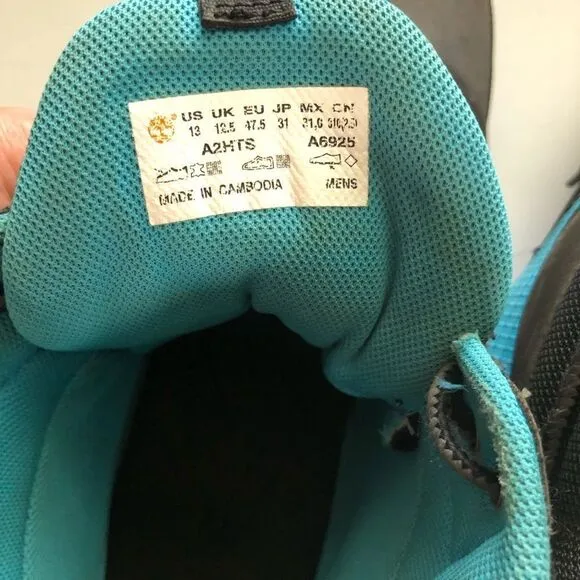 US UK EU JP MX CN
13 12.5 47.5 31 31,0 310(2.5)
A2HTS A6925
MADE IN CAMBODIA MENS